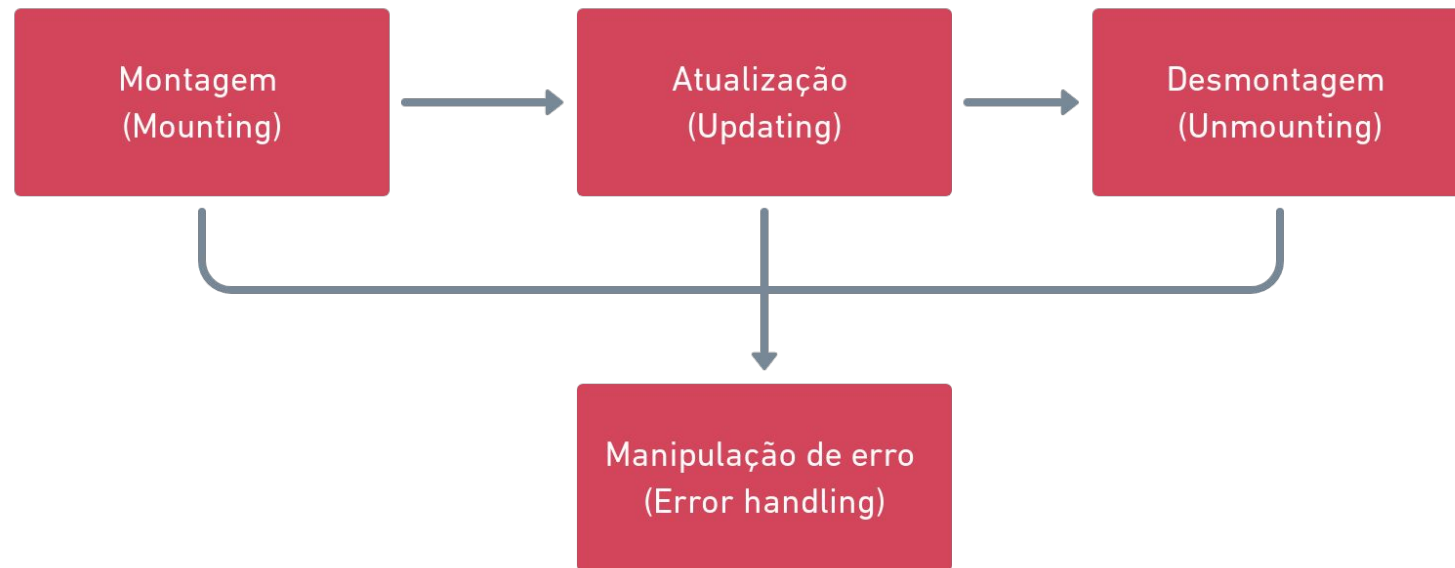 Montagem
(Mounting)
Atualização
(Updating)
Desmontagem
(Unmounting)
Manipulação de erro
(Error handling)